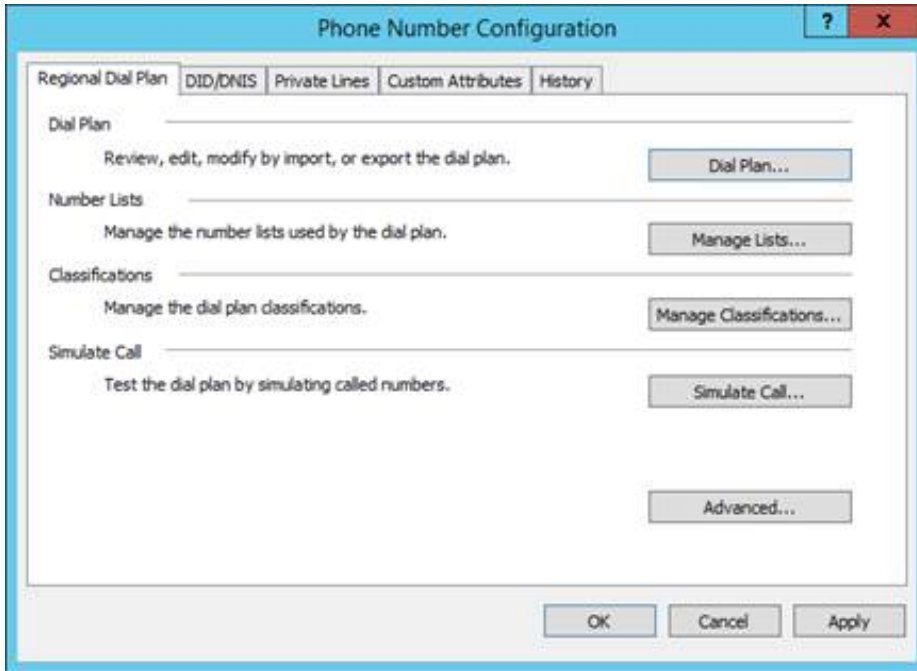 Phone Number Configuration
? x
Regional Dial Plan DID/DNIS Private Lines Custom Attributes History
Dial Plan
Review, edit, modify by import, or export the dial plan. Dial Plan...
Number Lists
Manage the number lists used by the dial plan. Manage Lists...
Classifications
Manage the dial plan classifications. Manage Classifications...
Simulate Call
Test the dial plan by simulating called numbers. Simulate Call...
Advanced...
OK Cancel Apply